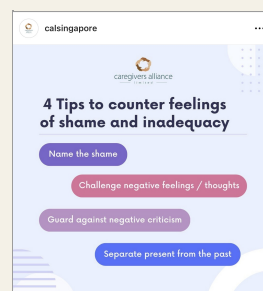 calsingapore
caregivers alliance
LIMITED
4 Tips to counter feelings
of shame and inadequacy
Name the shame
Challenge negative feelings / thoughts
Guard against negative criticism
Separate present from the past